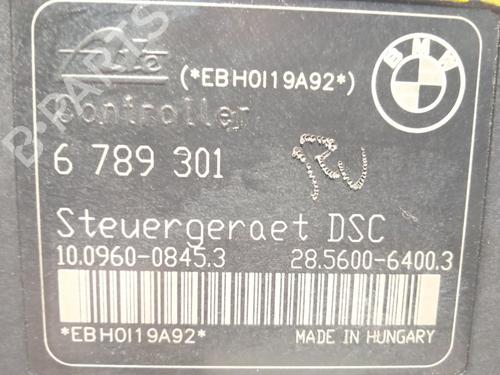 Ate
(*EBH0I19A92*)
BMW
Controller
6 789 301
RV
Steuergeraet DSC
10.0960-0845.3
28.5600-6400.3
*EBH0I19A92*
MADE IN HUNGARY
B-PARTS